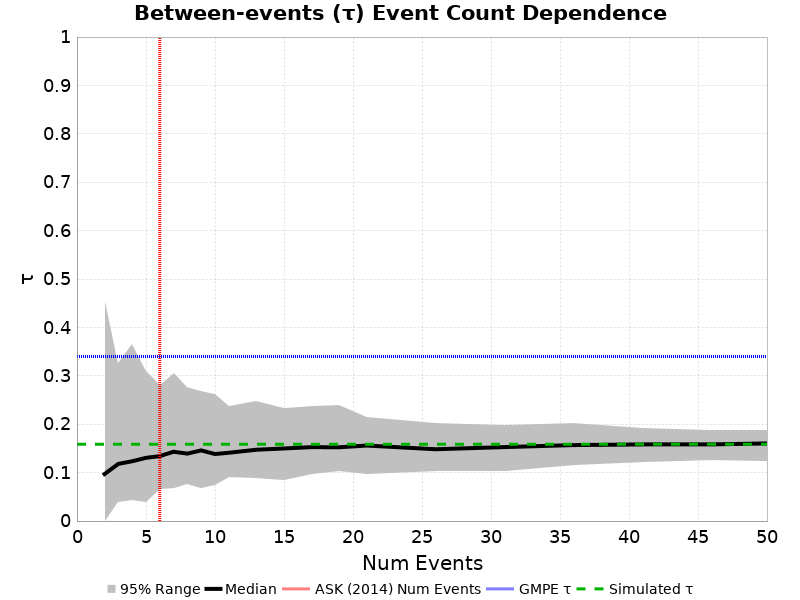 Between-events (τ) Event Count Dependence
1
0.9
0.8
0.7
0.6
0.5
0.4
0.3
0.2
0.1
0
τ
0 5 10 15 20 25 30 35 40 45 50
Num Events
95% Range Median ASK (2014) Num Events GMPE τ Simulated τ